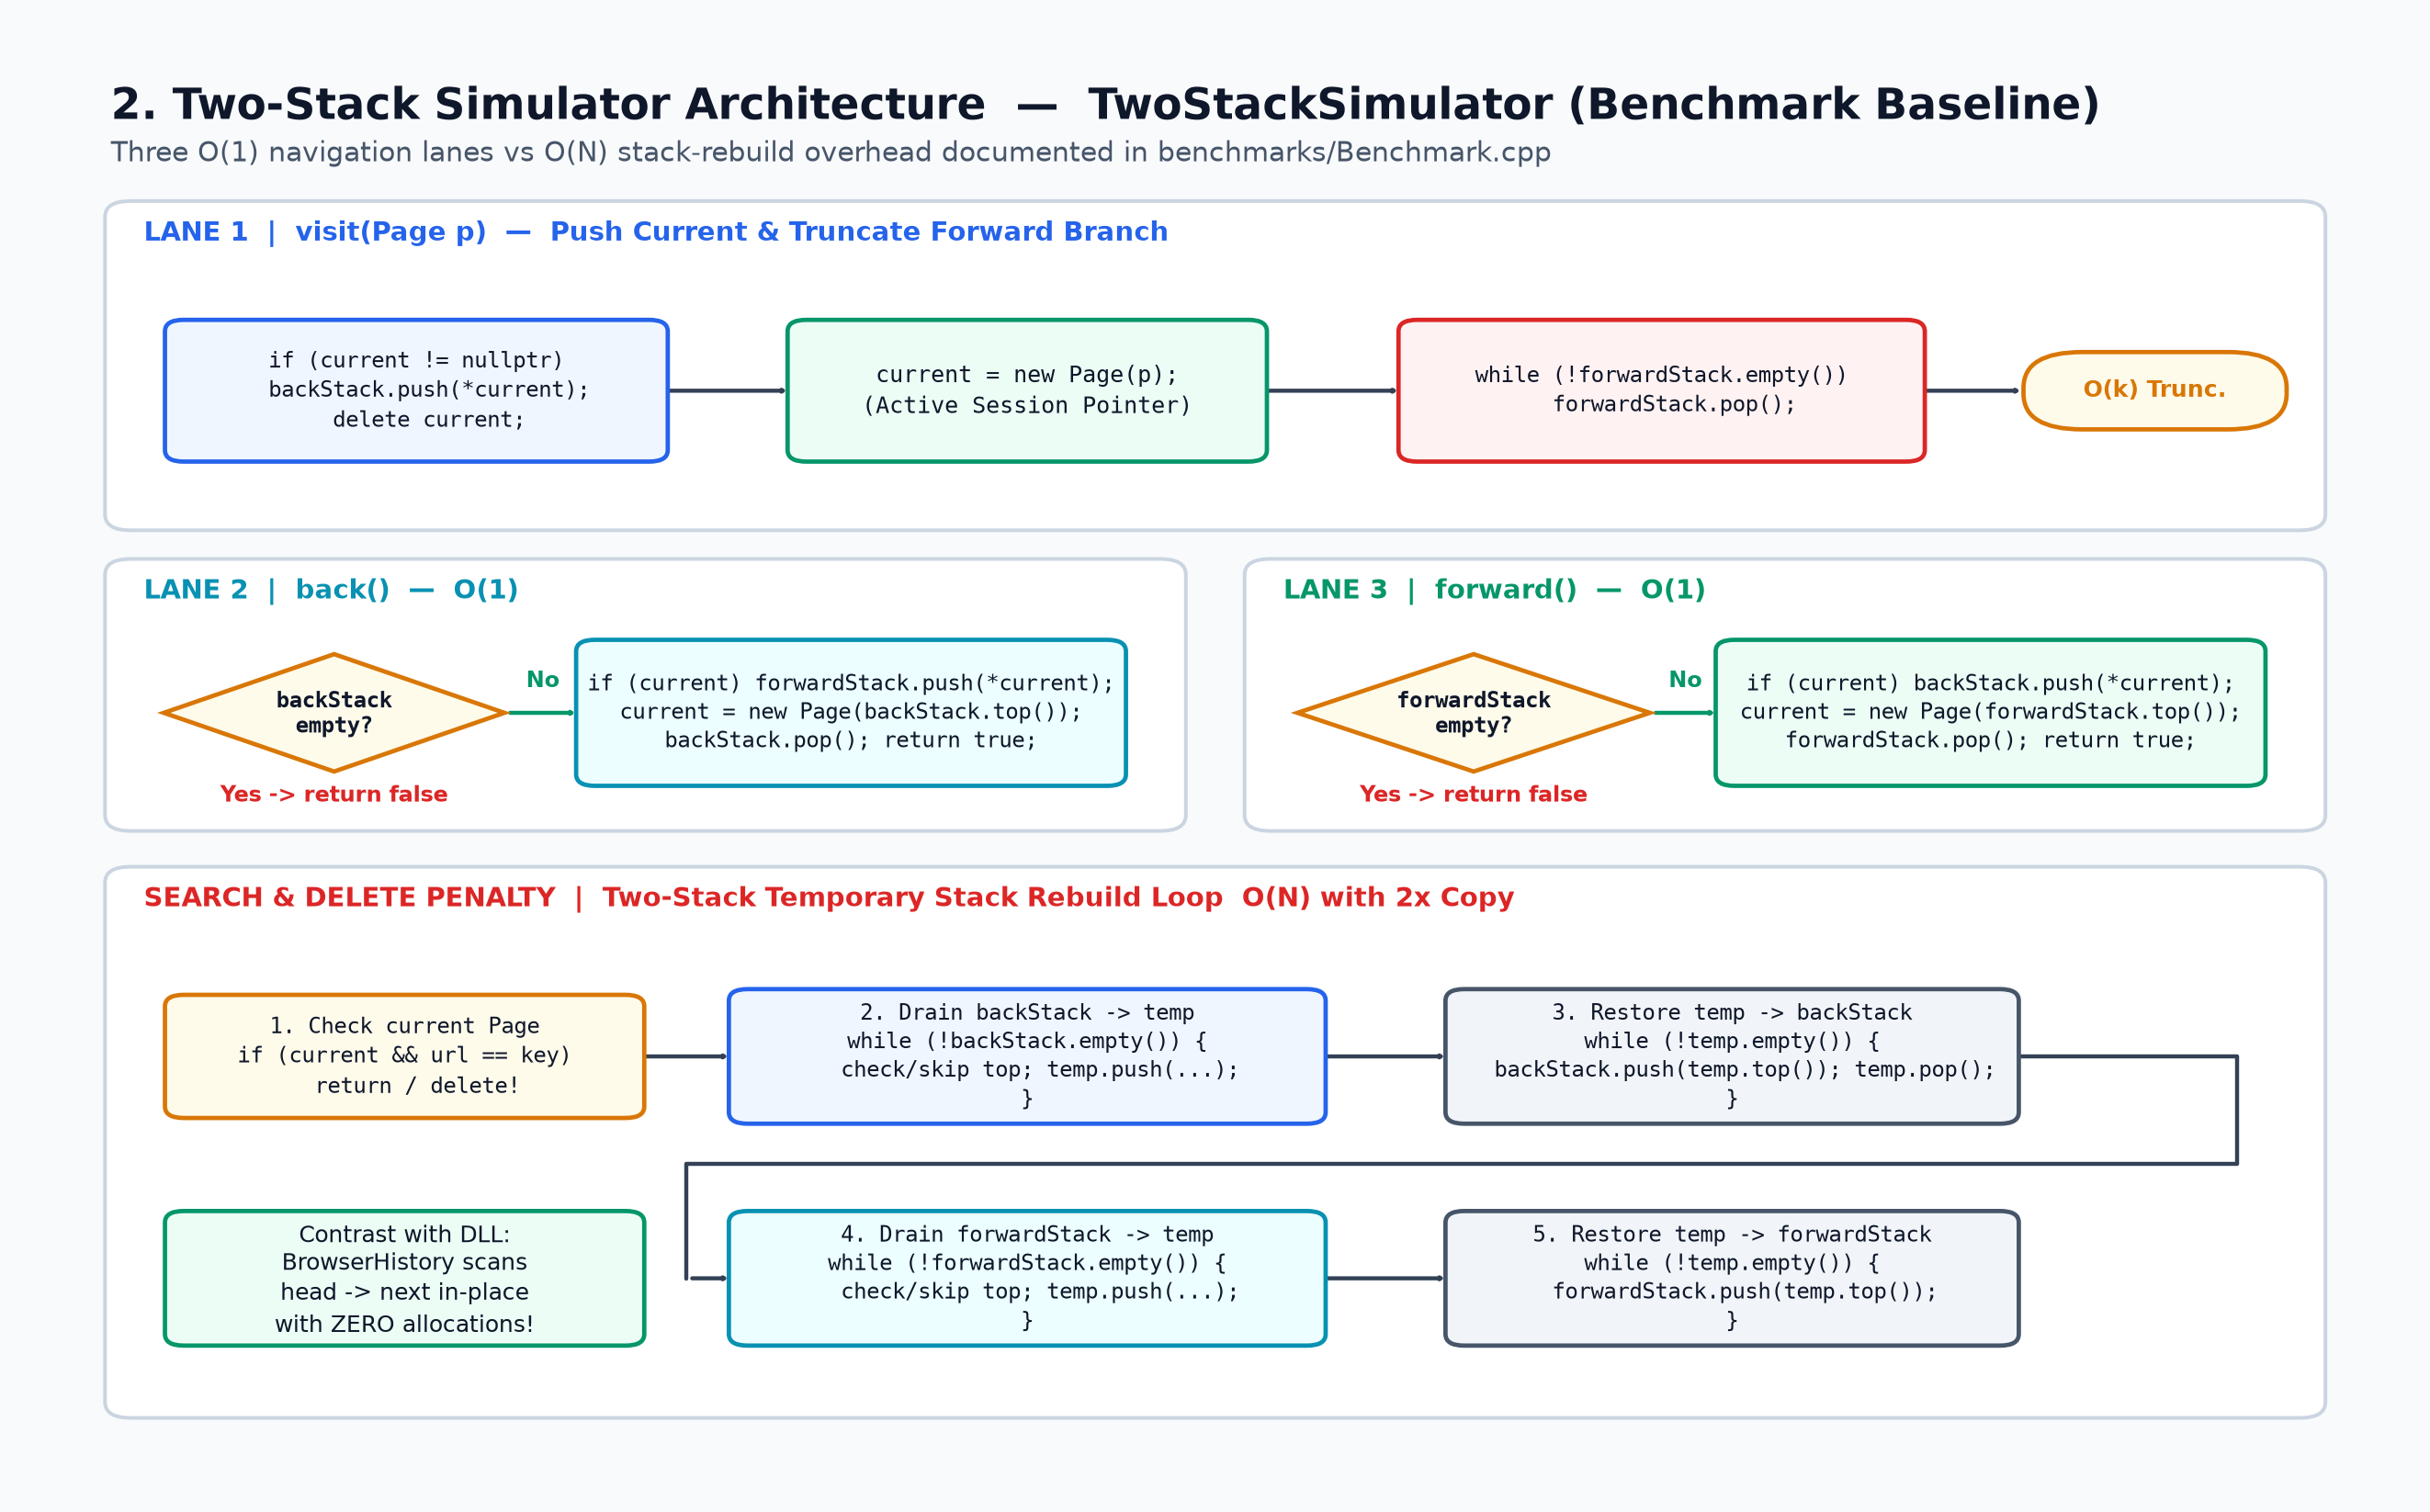 2. Two-Stack Simulator Architecture — TwoStackSimulator (Benchmark Baseline)
Three O(1) navigation lanes vs O(N) stack-rebuild overhead documented in benchmarks/Benchmark.cpp
LANE 1 | visit(Page p) — Push Current & Truncate Forward Branch
if (current != nullptr)
backStack.push(*current);
delete current;
current = new Page(p);
(Active Session Pointer)
while (!forwardStack.empty())
forwardStack.pop();
O(k) Trunc.
LANE 2 | back() — O(1)
backStack
empty?
No
Yes -> return false
if (current) forwardStack.push(*current);
current = new Page(backStack.top());
backStack.pop(); return true;
LANE 3 | forward() — O(1)
forwardStack
empty?
No
Yes -> return false
if (current) backStack.push(*current);
current = new Page(forwardStack.top());
forwardStack.pop(); return true;
SEARCH & DELETE PENALTY | Two-Stack Temporary Stack Rebuild Loop O(N) with 2x Copy
1. Check current Page
if (current && url == key)
return / delete!
2. Drain backStack -> temp
while (!backStack.empty()) {
check/skip top; temp.push(...);
}
3. Restore temp -> backStack
while (!temp.empty()) {
backStack.push(temp.top()); temp.pop();
}
Contrast with DLL:
BrowserHistory scans
head -> next in-place
with ZERO allocations!
4. Drain forwardStack -> temp
while (!forwardStack.empty()) {
check/skip top; temp.push(...);
}
5. Restore temp -> forwardStack
while (!temp.empty()) {
forwardStack.push(temp.top());
}